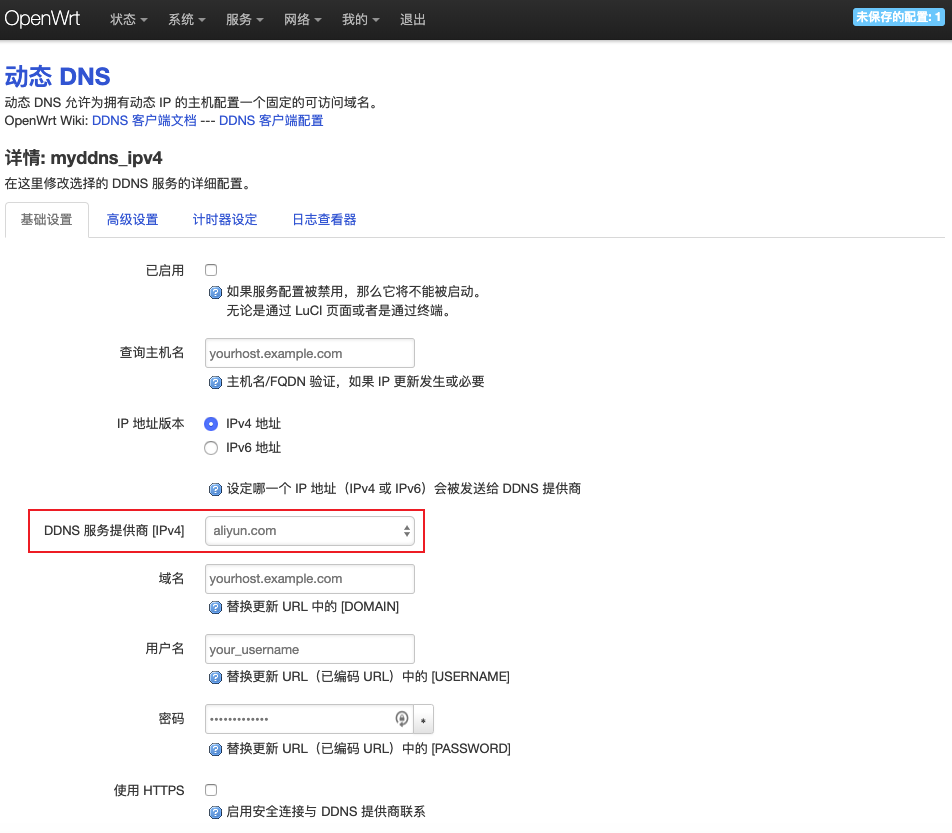 OpenWrt 状态 系统 服务 网络 我的 退出 未保存的配置: 1
动态 DNS
动态 DNS 允许为拥有动态 IP 的主机配置一个固定的可访问域名。
OpenWrt Wiki: DDNS 客户端文档 --- DDNS 客户端配置
详情: myddns_ipv4
在这里修改选择的 DDNS 服务的详细配置。
基础设置 高级设置 计时器设定 日志查看器
已启用
如果服务配置被禁用，那么它将不能被启动。
无论是通过 LuCI 页面或者是通过终端。
查询主机名 yourhost.example.com
主机名/FQDN 验证，如果 IP 更新发生或必要
IP 地址版本 IPv4 地址
IPv6 地址
设定哪一个 IP 地址（IPv4 或 IPv6）会被发送给 DDNS 提供商
DDNS 服务提供商 [IPv4] aliyun.com
域名 yourhost.example.com
替换更新 URL 中的 [DOMAIN]
用户名 your_username
替换更新 URL（已编码 URL）中的 [USERNAME]
密码 ••••••••••••• *
替换更新 URL（已编码 URL）中的 [PASSWORD]
使用 HTTPS
启用安全连接与 DDNS 提供商联系